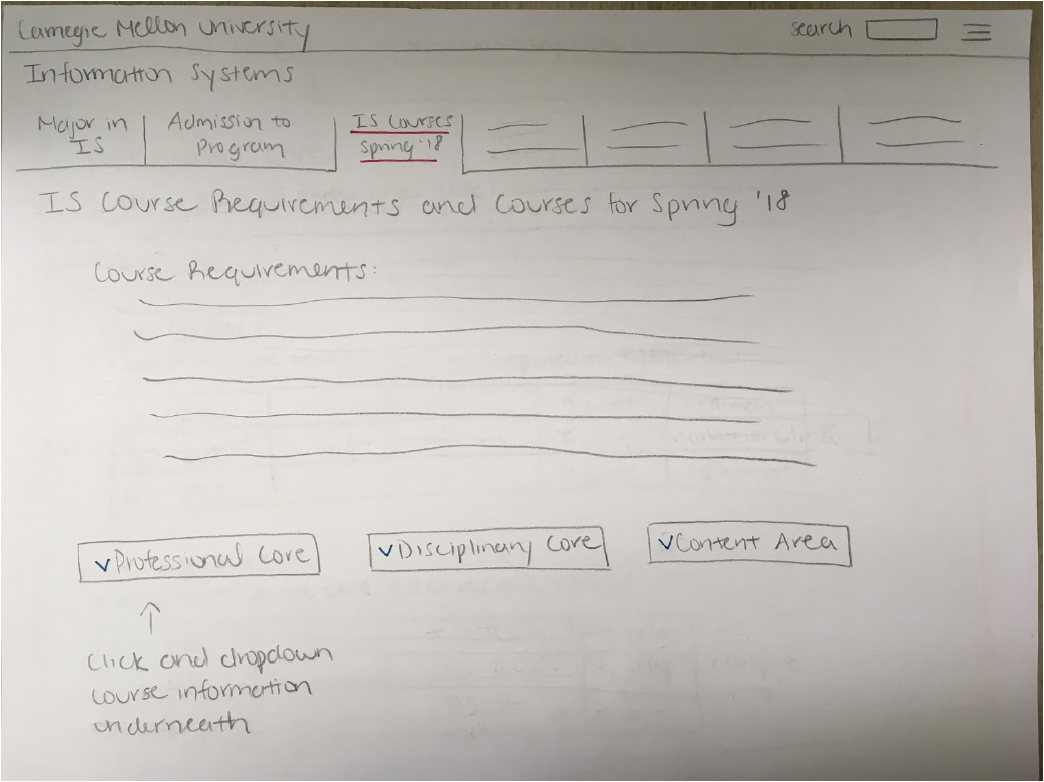 Carnegie Mellon University
search
Information Systems
Major in IS
Admission to Program
IS Courses Spring '18
IS Course Requirements and Courses for Spring '18
Course Requirements:
Professional Core
Disciplinary Core
Content Area
Click and dropdown
course information
underneath